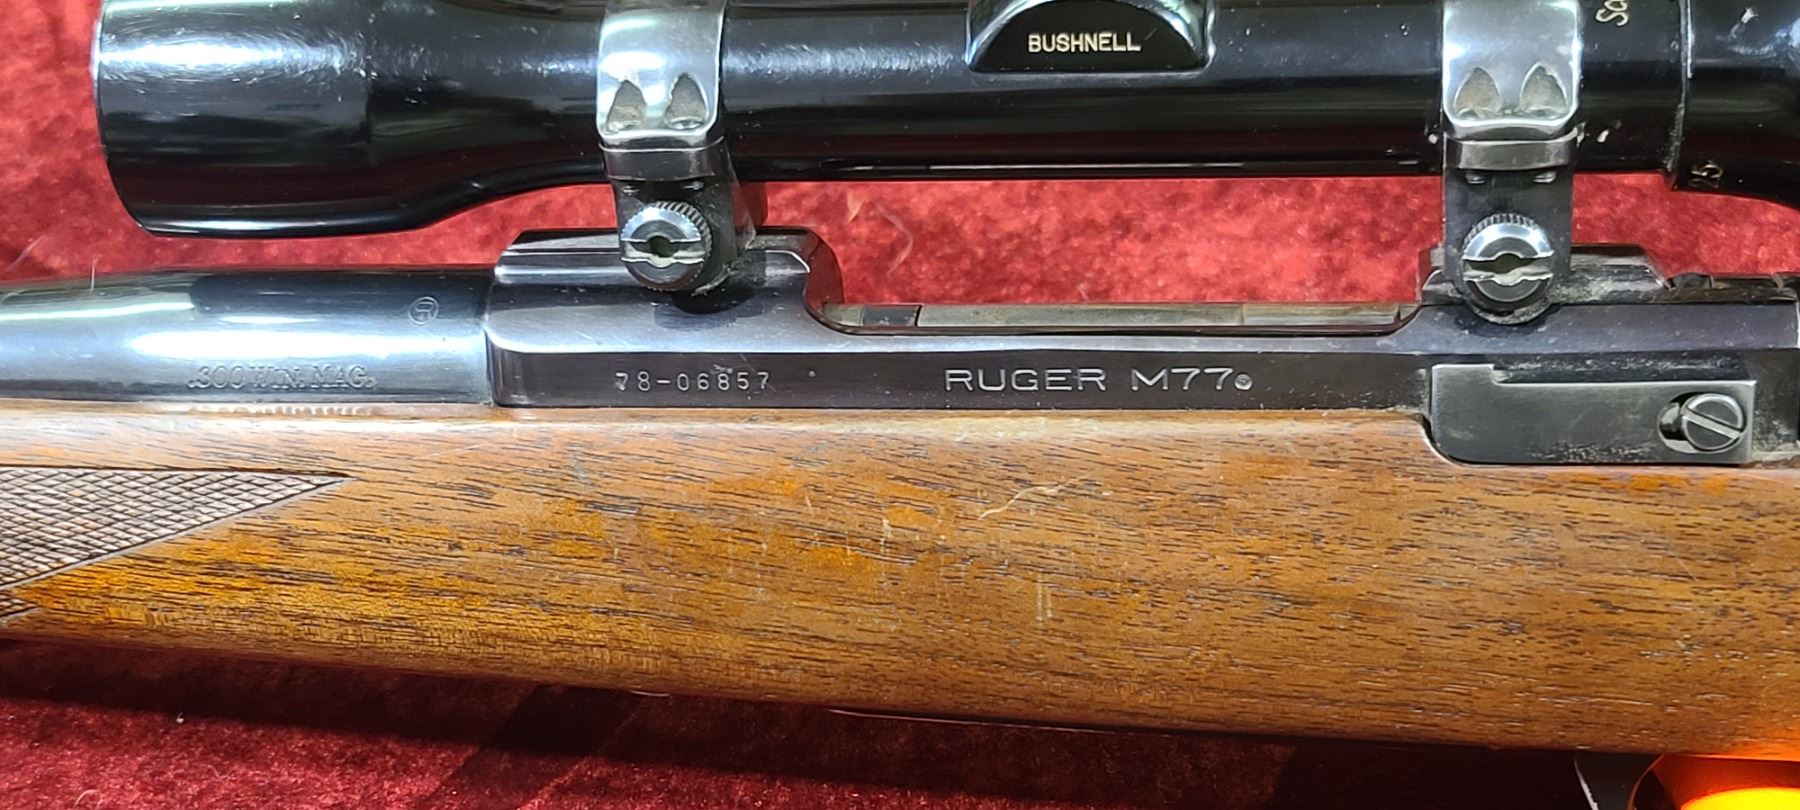 BUSHNELL
.300 WIN. MAG.
78-06857
RUGER M77